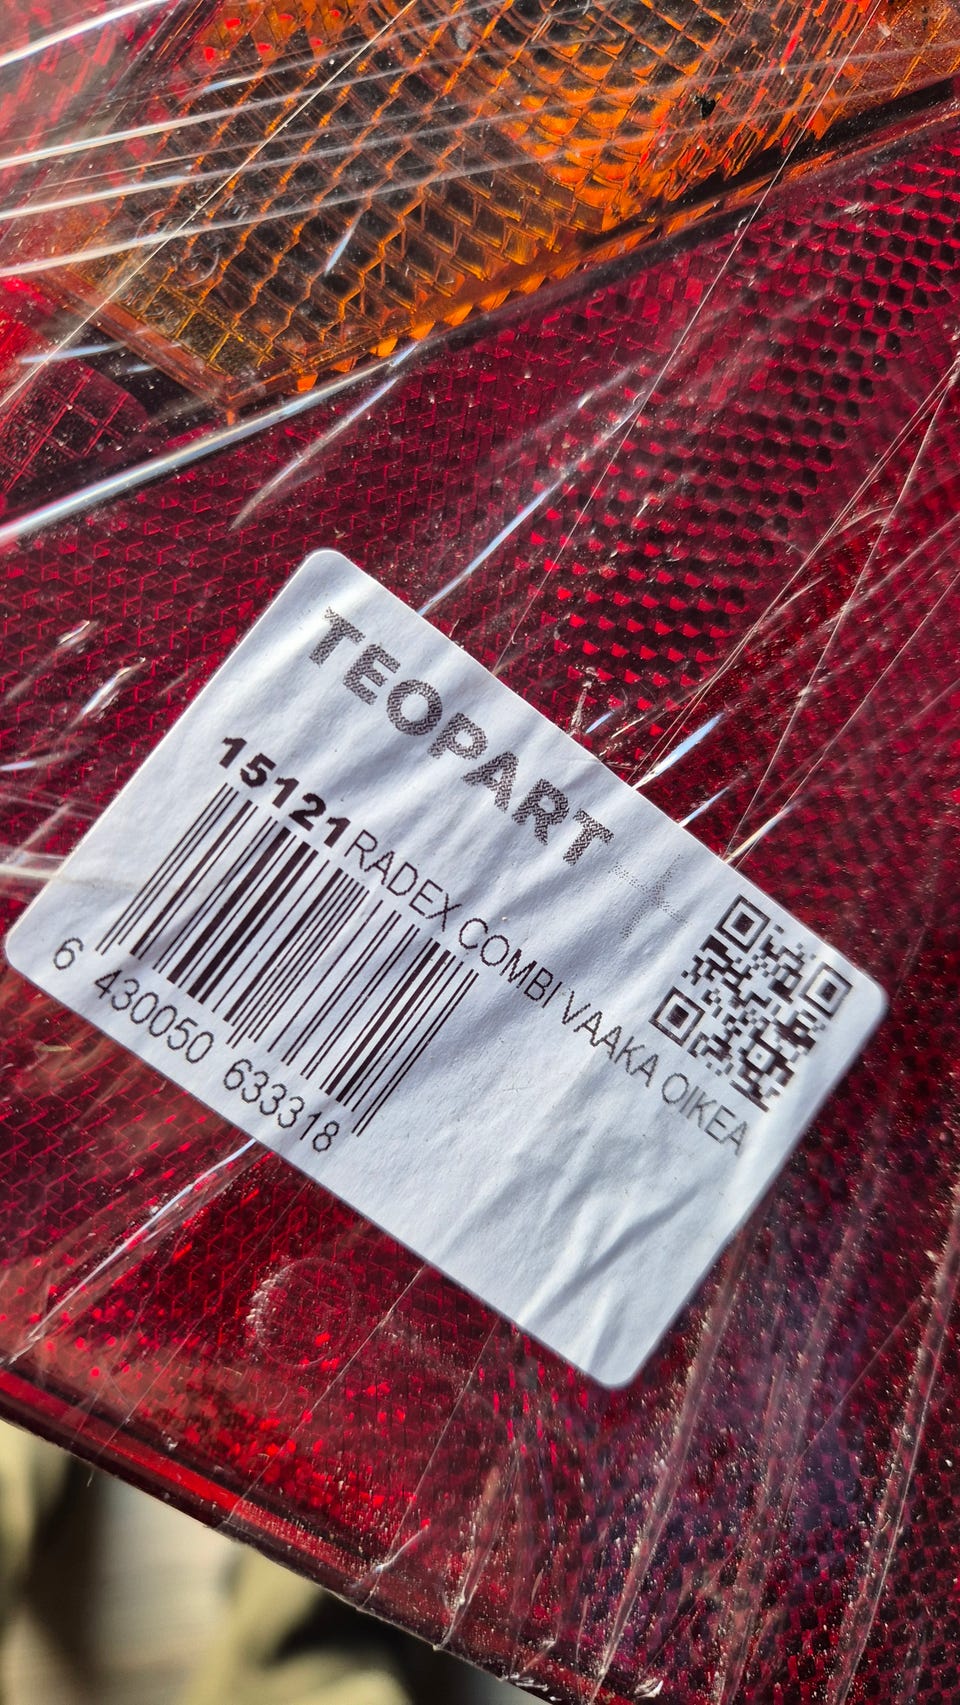 TEOPART
15121 RADEX COMBI VAAKA OIKEA
6 430050 633318